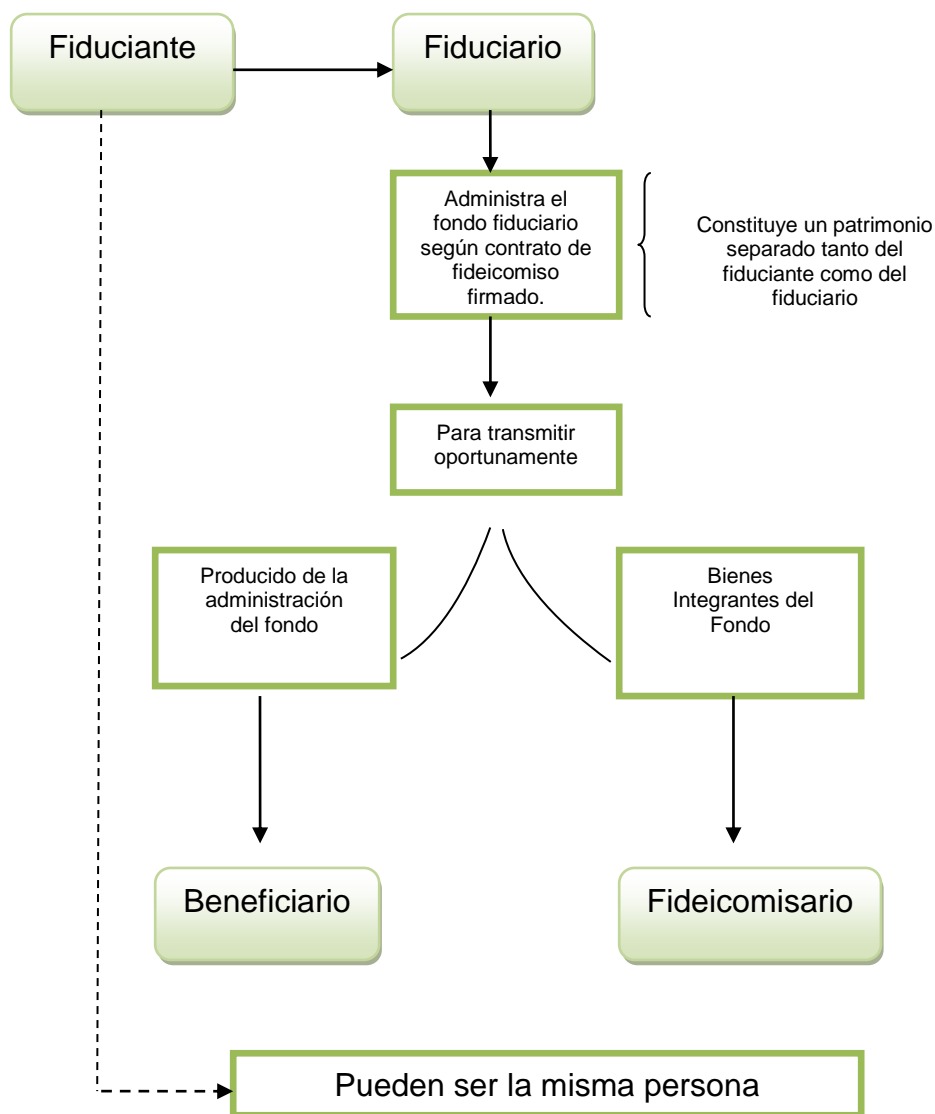 Fiduciante
Fiduciario
Administra el
fondo fiduciario
según contrato de
fideicomiso
firmado.
Constituye un patrimonio
separado tanto del
fiduciante como del
fiduciario
Para transmitir
oportunamente
Producido de la
administración
del fondo
Bienes
Integrantes del
Fondo
Beneficiario
Fideicomisario
Pueden ser la misma persona